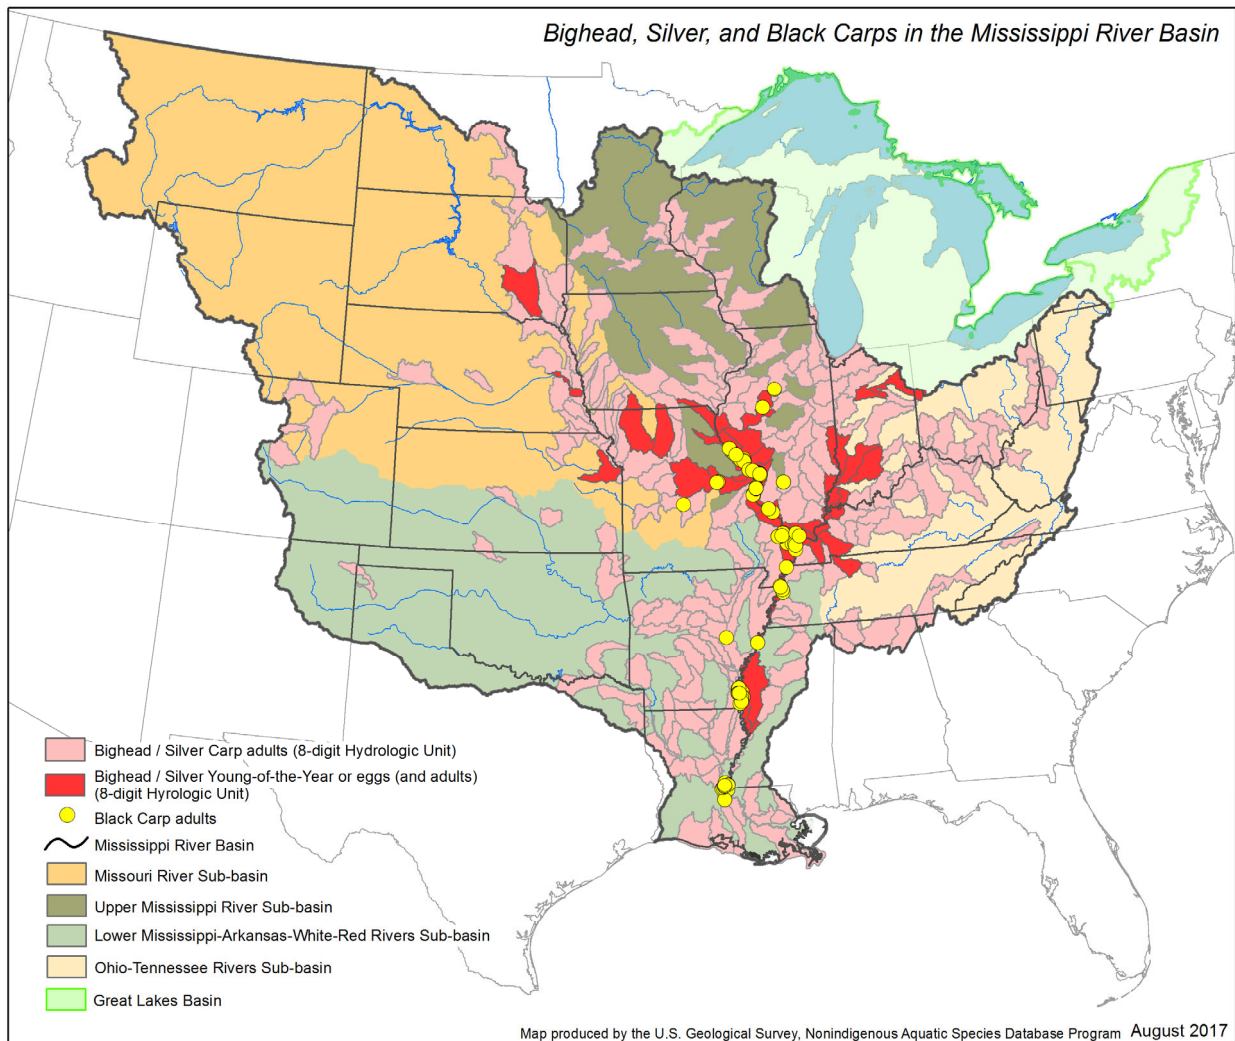 Bighead, Silver, and Black Carps in the Mississippi River Basin
Bighead / Silver Carp adults (8-digit Hydrologic Unit)
Bighead / Silver Young-of-the-Year or eggs (and adults)
(8-digit Hyrologic Unit)
Black Carp adults
Mississippi River Basin
Missouri River Sub-basin
Upper Mississippi River Sub-basin
Lower Mississippi-Arkansas-White-Red Rivers Sub-basin
Ohio-Tennessee Rivers Sub-basin
Great Lakes Basin
Map produced by the U.S. Geological Survey, Nonindigenous Aquatic Species Database Program August 2017